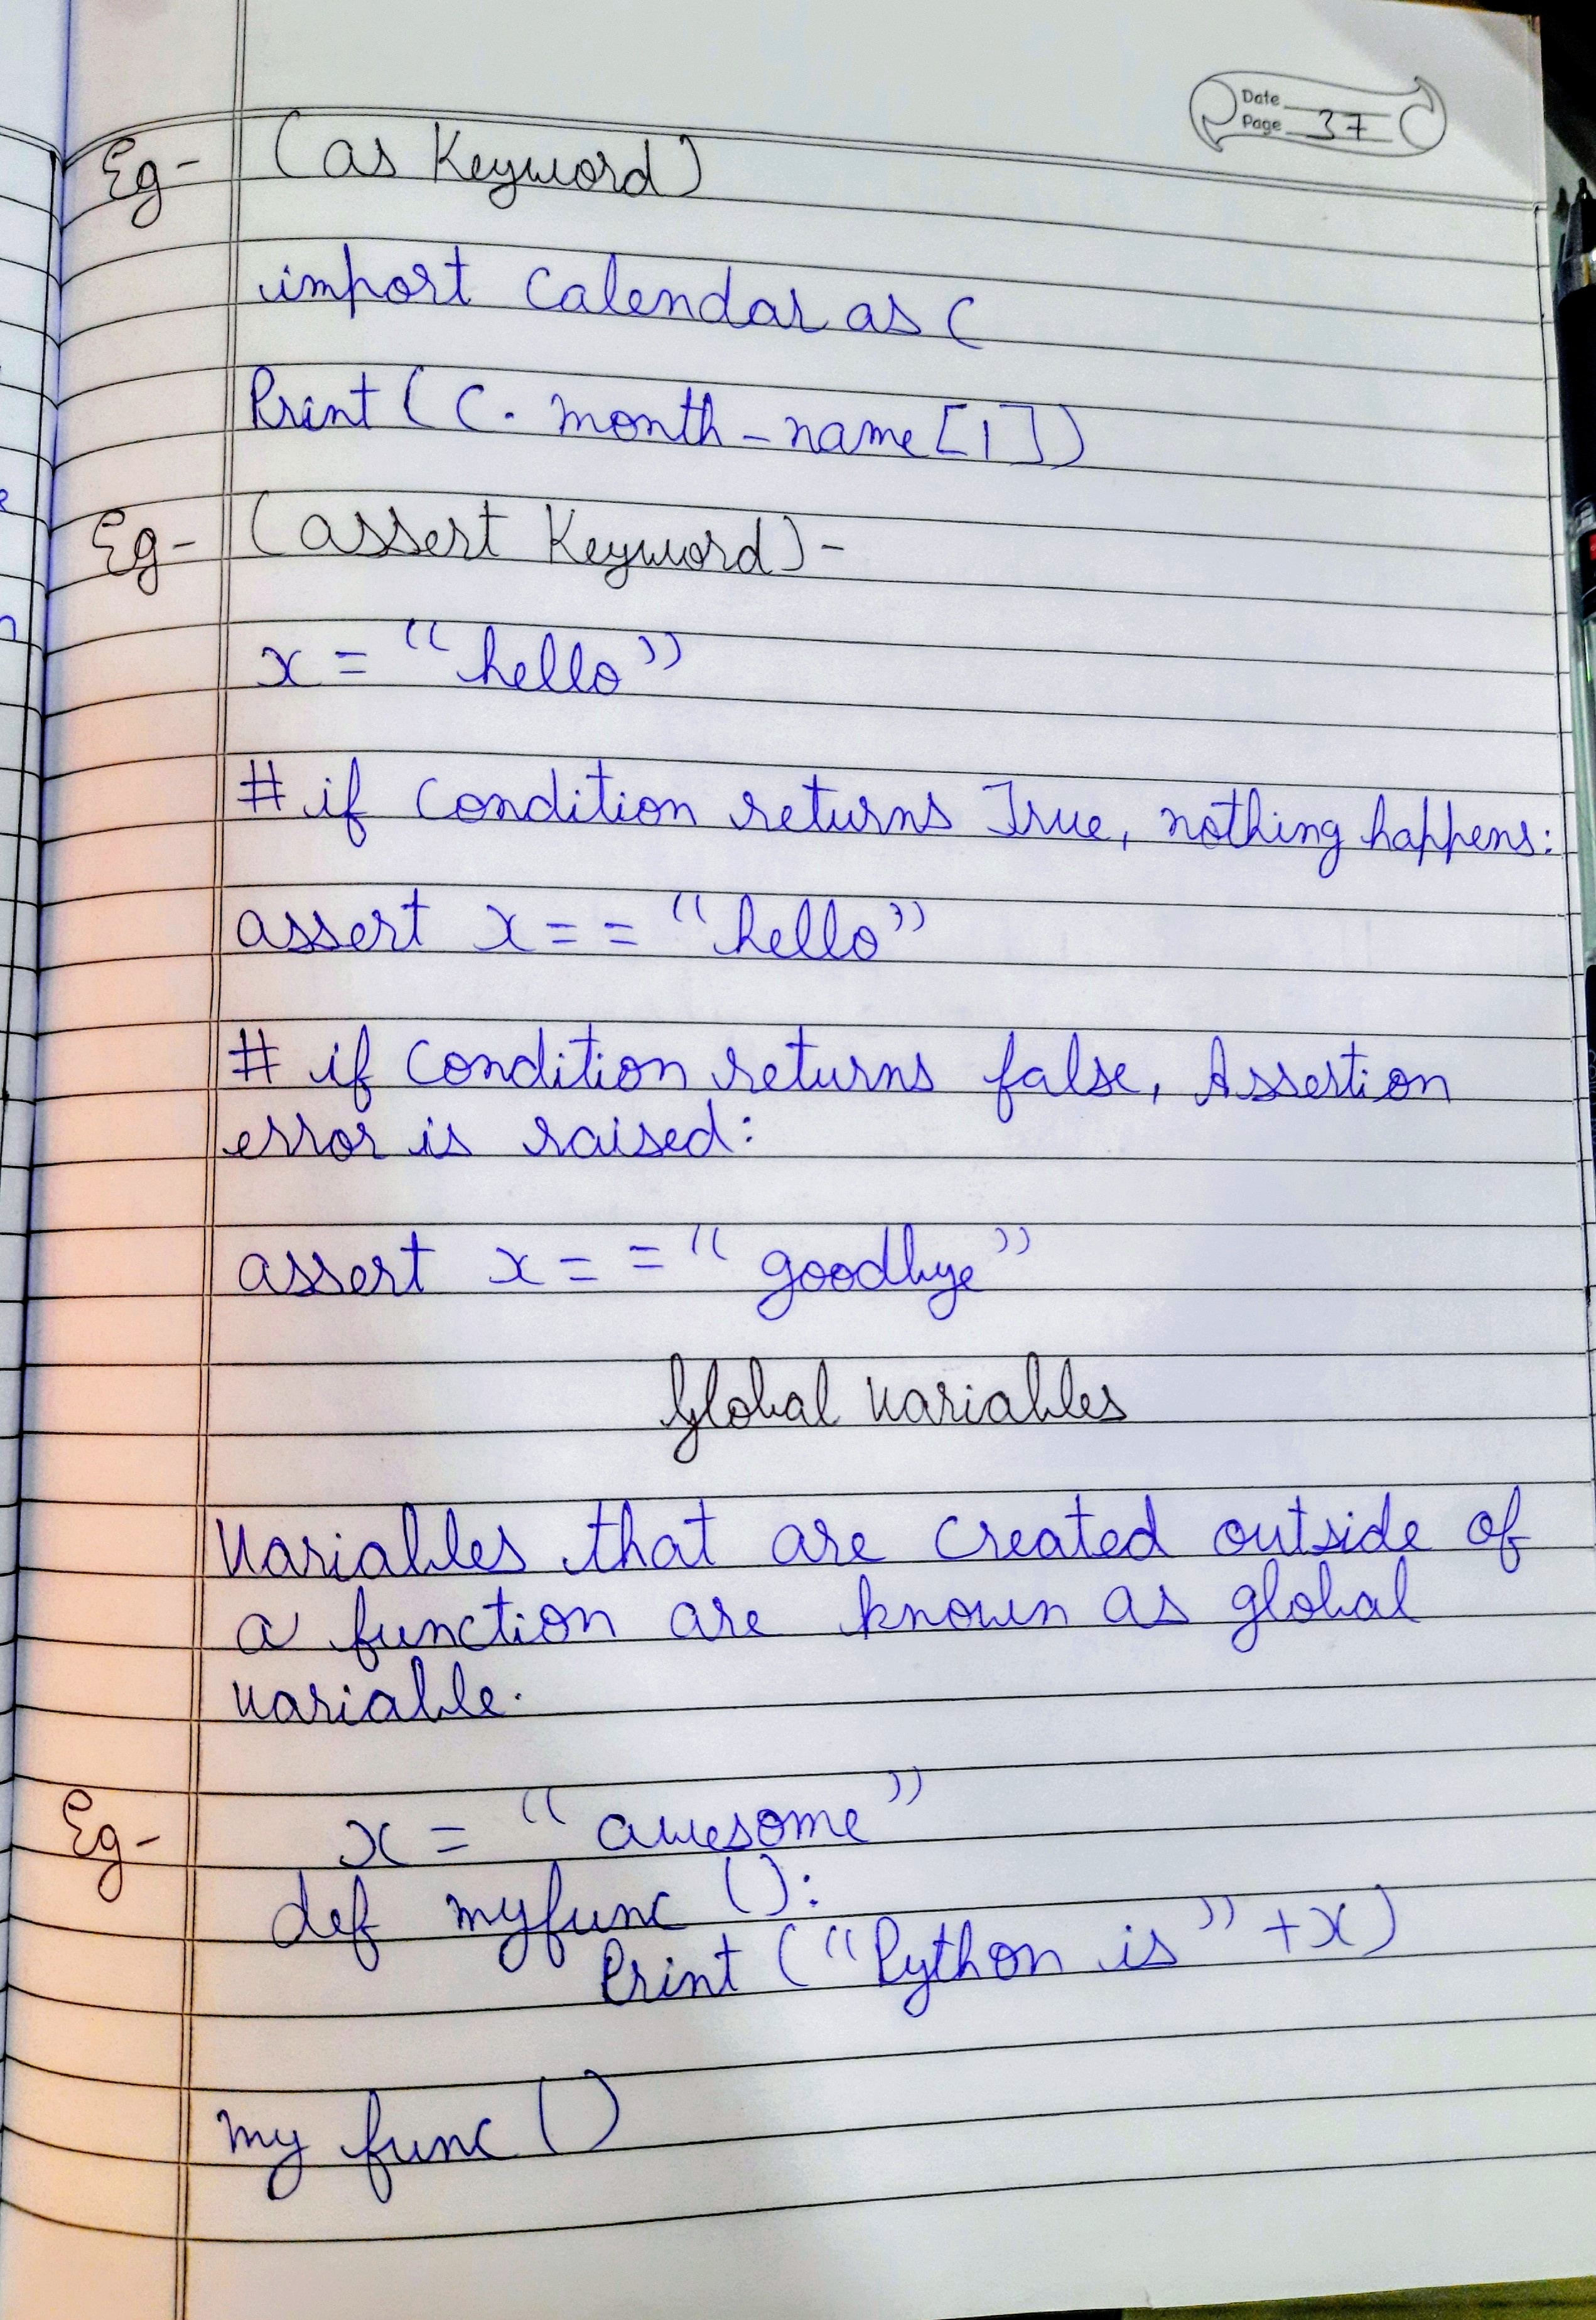 Date
Page 37
Eg- (as Keyword)
import Calendar as C
Print (C. month_name[1])
Eg- (assert Keyword)-
x = "hello"
# if Condition returns True, nothing happens:
assert x = = "hello"
# if Condition returns false, Assertion
error is raised:
assert x = = "goodbye"
Global Variables
Variables that are created outside of
a function are known as global
variable.
Eg- x = "awesome"
def myfunc ():
Print ("Python is" + x)
my func ()